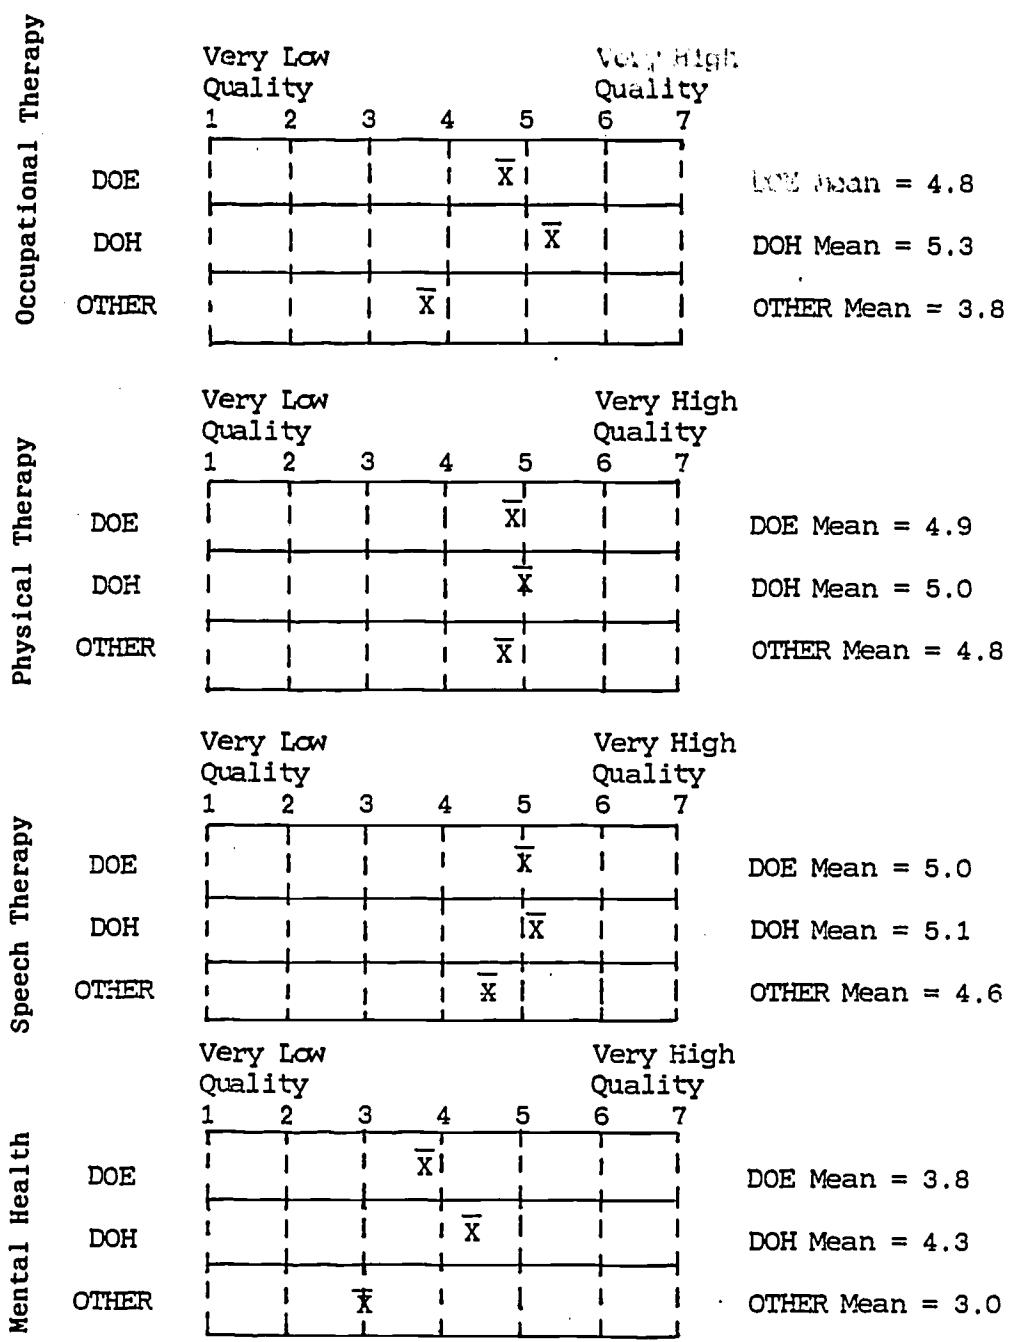 Occupational Therapy
Very Low Very High
Quality Quality
1 2 3 4 5 6 7
DOE X̄ Mean = 4.8
DOH X̄ DOH Mean = 5.3
OTHER X̄ OTHER Mean = 3.8
Physical Therapy
Very Low Very High
Quality Quality
1 2 3 4 5 6 7
DOE X̄ DOE Mean = 4.9
DOH X̄ DOH Mean = 5.0
OTHER X̄ OTHER Mean = 4.8
Speech Therapy
Very Low Very High
Quality Quality
1 2 3 4 5 6 7
DOE X̄ DOE Mean = 5.0
DOH X̄ DOH Mean = 5.1
OTHER X̄ OTHER Mean = 4.6
Mental Health
Very Low Very High
Quality Quality
1 2 3 4 5 6 7
DOE X̄ DOE Mean = 3.8
DOH X̄ DOH Mean = 4.3
OTHER X̄ OTHER Mean = 3.0